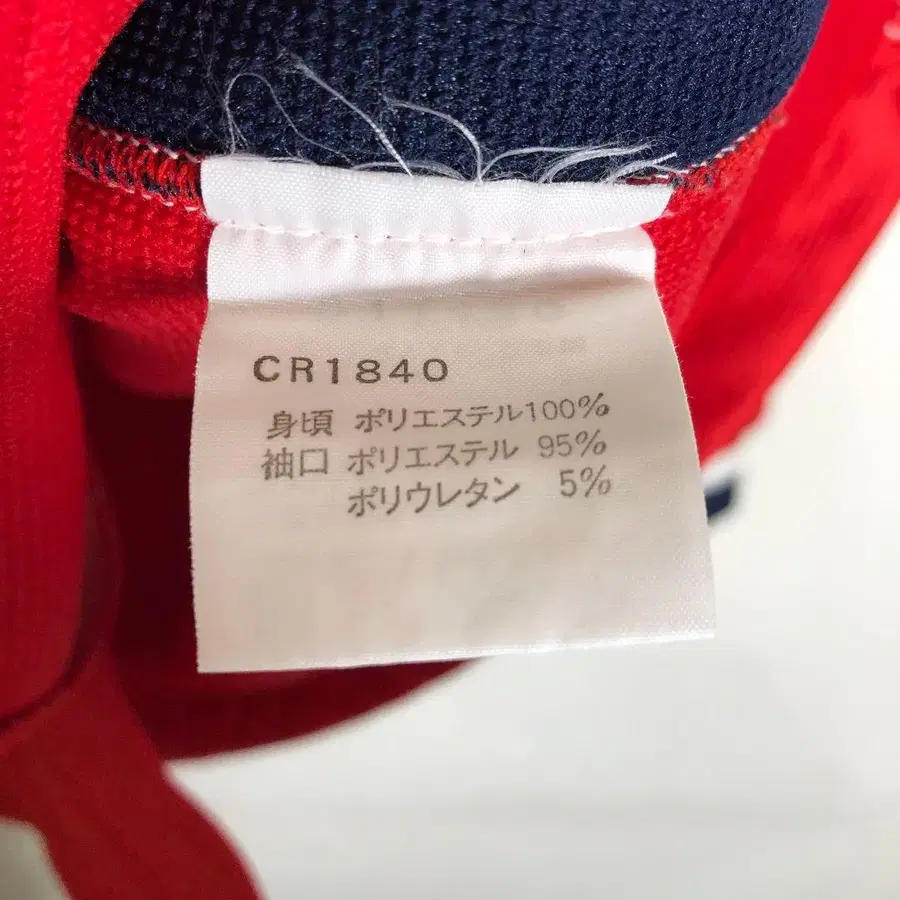 CR1840
身頃 ポリエステル100%
袖口 ポリエステル 95%
ポリウレタン 5%